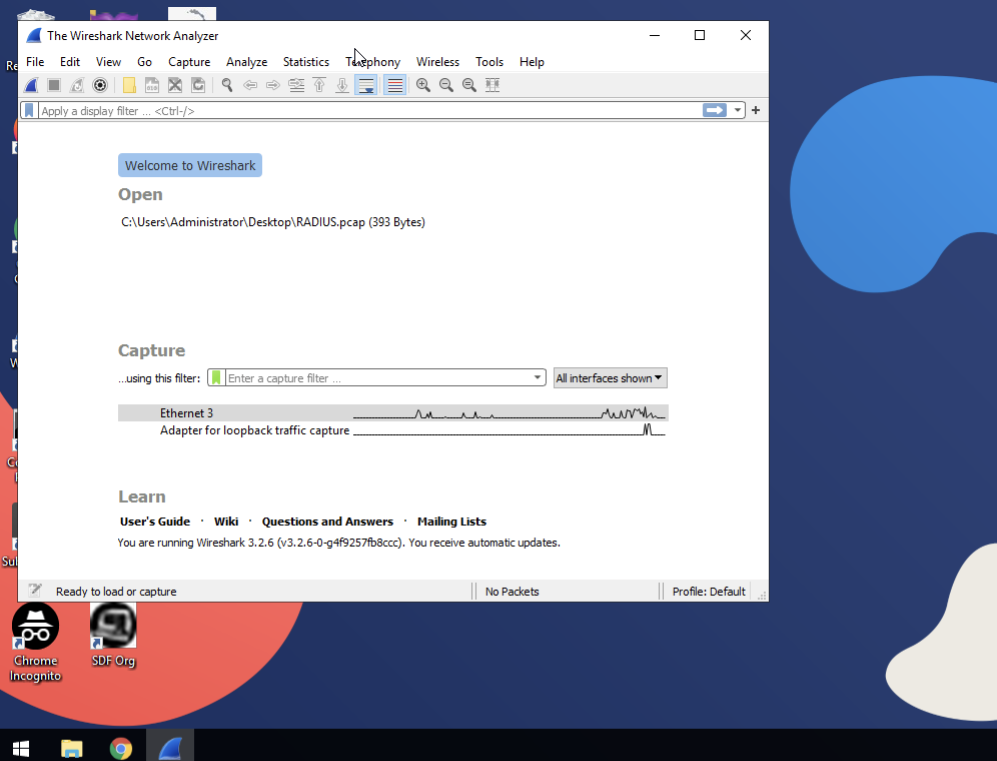 The Wireshark Network Analyzer
File Edit View Go Capture Analyze Statistics Telephony Wireless Tools Help
Apply a display filter ... <Ctrl-/>
Welcome to Wireshark
Open
C:\Users\Administrator\Desktop\RADIUS.pcap (393 Bytes)
Capture
...using this filter: Enter a capture filter ... All interfaces shown
Ethernet 3
Adapter for loopback traffic capture
Learn
User's Guide · Wiki · Questions and Answers · Mailing Lists
You are running Wireshark 3.2.6 (v3.2.6-0-g4f9257fb8ccc). You receive automatic updates.
Ready to load or capture No Packets Profile: Default
Chrome Incognito
SDF Org